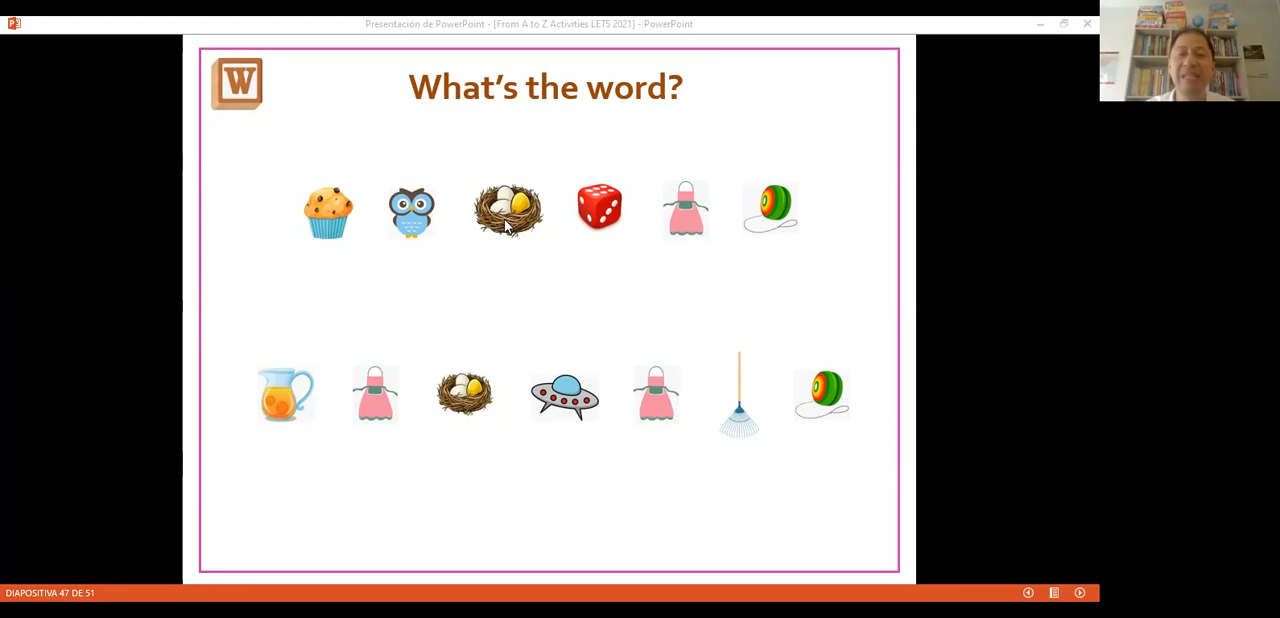 Presentación de PowerPoint - [From A to Z Activities LETS 2021] - PowerPoint
W
What's the word?
DIAPOSITIVA 47 DE 51